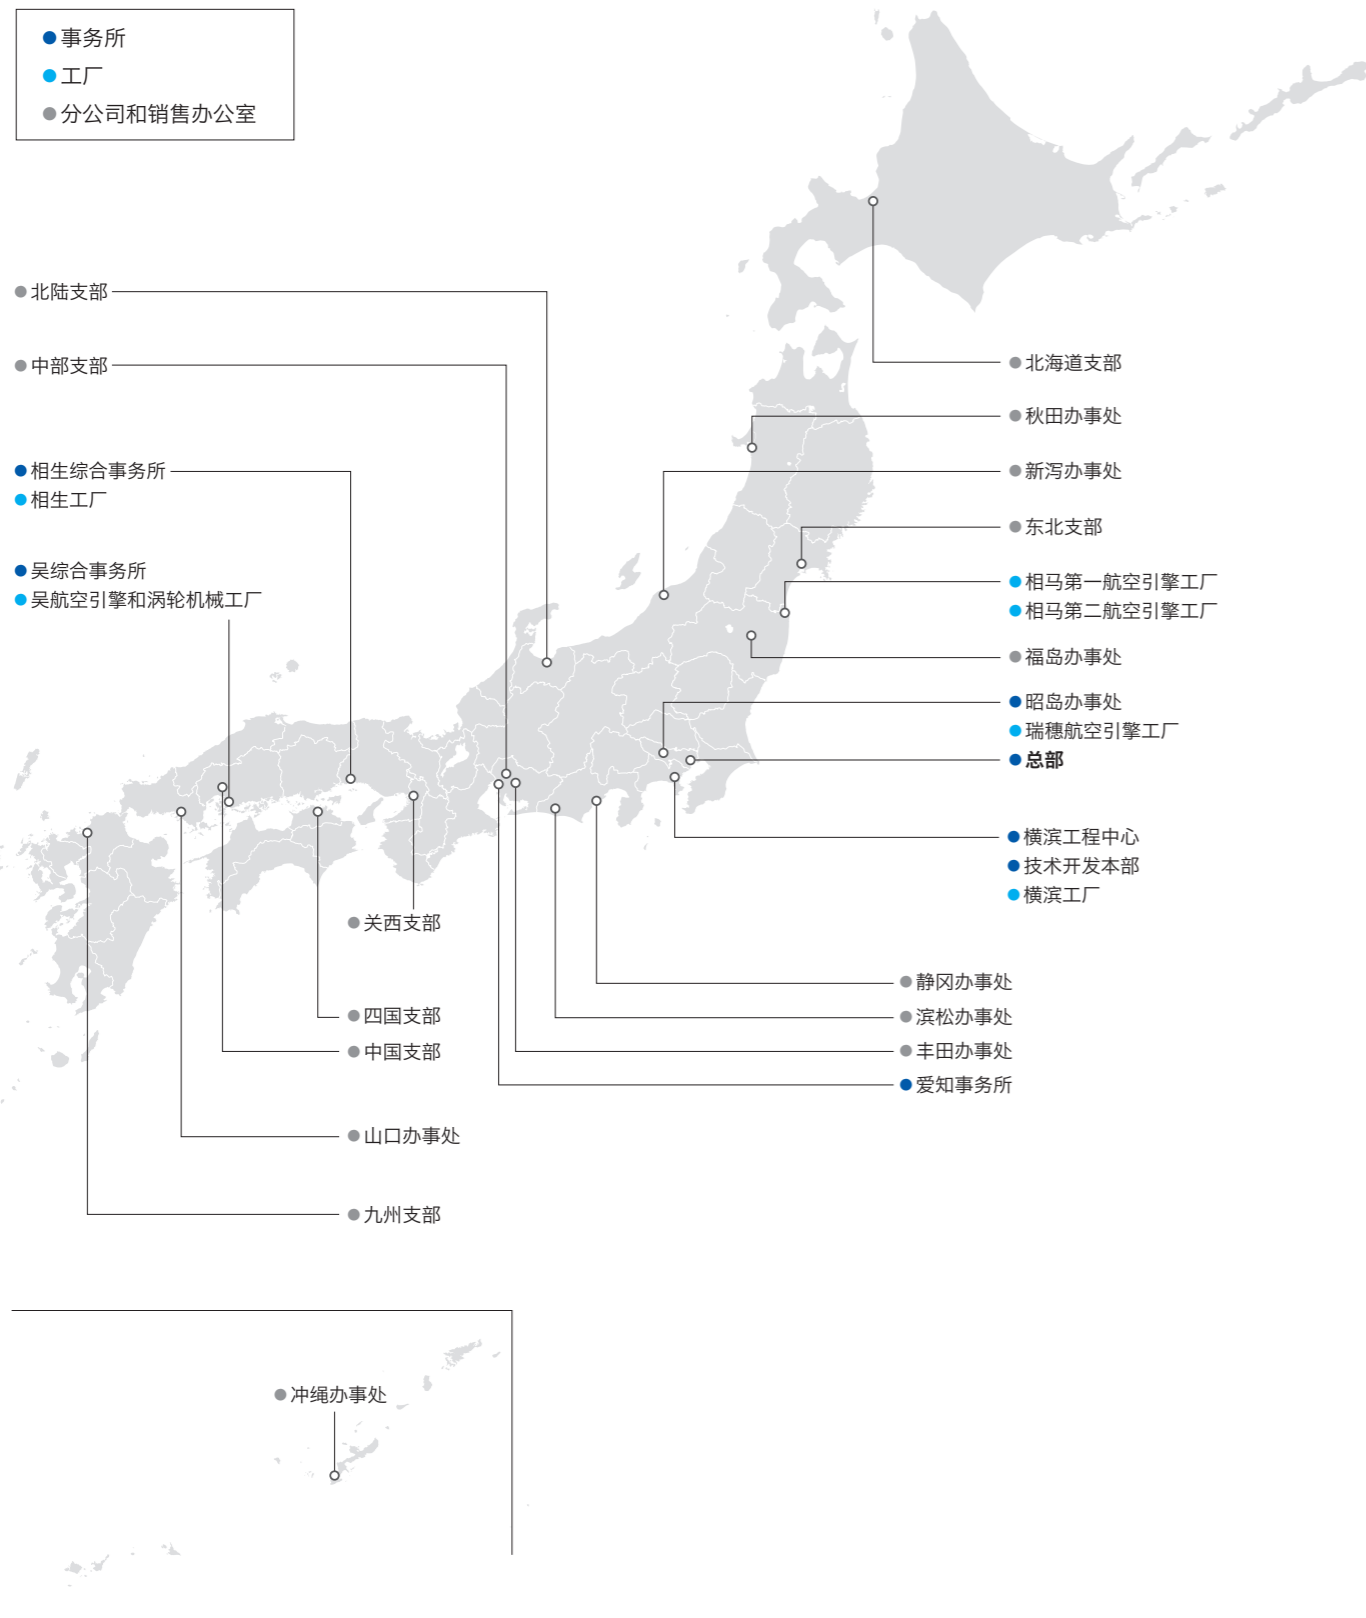 事务所
工厂
分公司和销售办公室
北陆支部
中部支部
相生综合事务所
相生工厂
吴综合事务所
吴航空引擎和涡轮机械工厂
北海道支部
秋田办事处
新泻办事处
东北支部
相马第一航空引擎工厂
相马第二航空引擎工厂
福岛办事处
昭岛办事处
瑞穗航空引擎工厂
总部
横滨工程中心
技术开发本部
横滨工厂
关西支部
四国支部
中国支部
山口办事处
九州支部
静冈办事处
滨松办事处
丰田办事处
爱知事务所
冲绳办事处